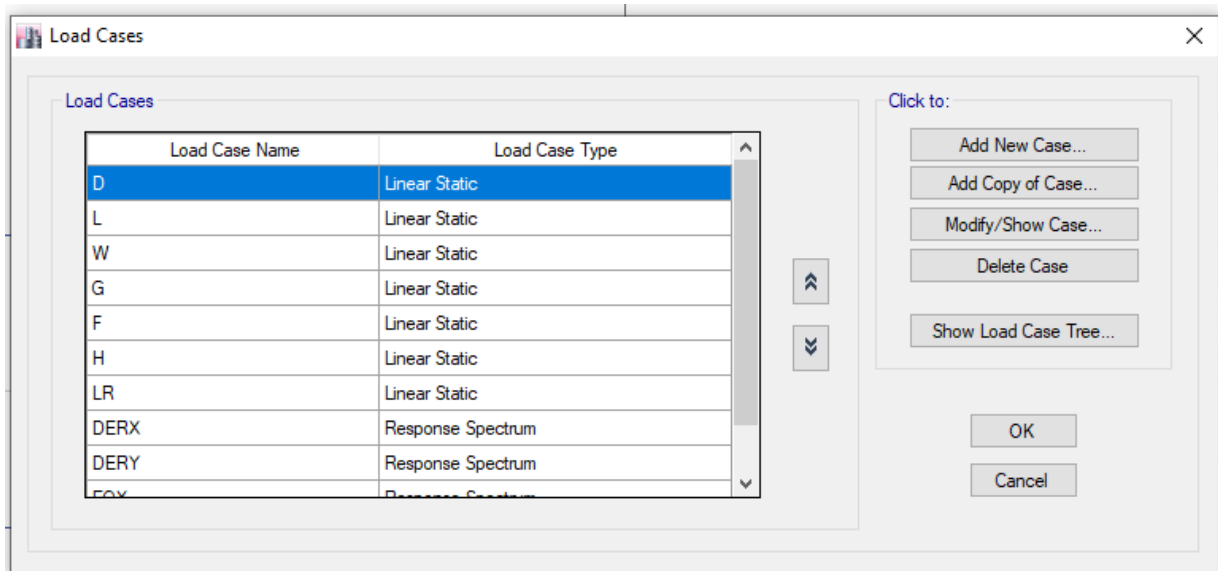 Load Cases
Load Cases
Click to:
Load Case Name Load Case Type
D Linear Static
L Linear Static
W Linear Static
G Linear Static
F Linear Static
H Linear Static
LR Linear Static
DERX Response Spectrum
DERY Response Spectrum
Response Spectrum
Add New Case...
Add Copy of Case...
Modify/Show Case...
Delete Case
Show Load Case Tree...
OK
Cancel